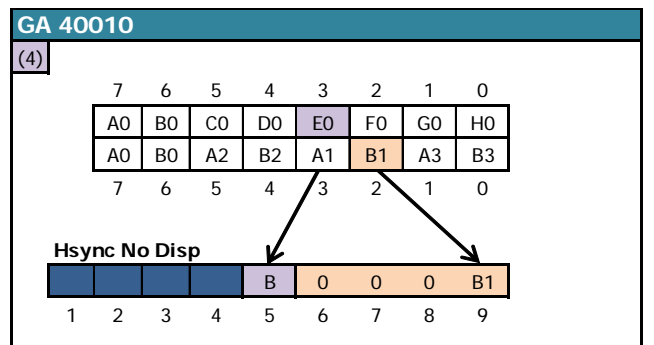 GA 40010
(4)
7 6 5 4 3 2 1 0
A0 B0 C0 D0 E0 F0 G0 H0
A0 B0 A2 B2 A1 B1 A3 B3
7 6 5 4 3 2 1 0
Hsync No Disp
B 0 0 0 B1
1 2 3 4 5 6 7 8 9